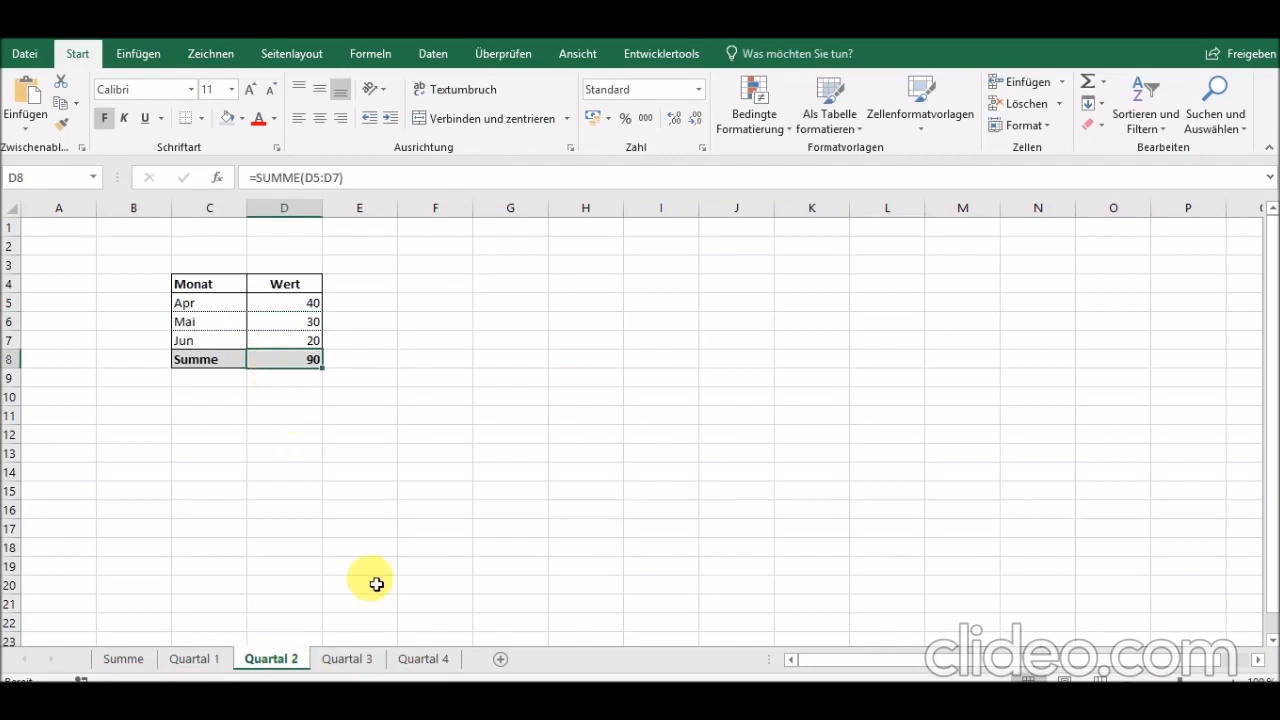 Datei Start Einfügen Zeichnen Seitenlayout Formeln Daten Überprüfen Ansicht Entwicklertools Was möchten Sie tun? Freigeben
Calibri 11 Textumbruch Standard Einfügen
Einfügen F K U A Verbinden und zentrieren % 000 Bedingte Formatierung Als Tabelle formatieren Zellenformatvorlagen Löschen Sortieren und Filtern Suchen und Auswählen
Format
Zwischenabl... Schriftart Ausrichtung Zahl Formatvorlagen Zellen Bearbeiten
D8 fx =SUMME(D5:D7)
A B C D E F G H I J K L M N O P
1
2
3
4 Monat Wert
5 Apr 40
6 Mai 30
7 Jun 20
8 Summe 90
9
10
11
12
13
14
15
16
17
18
19
20
21
22
23
Summe Quartal 1 Quartal 2 Quartal 3 Quartal 4
clideo.com